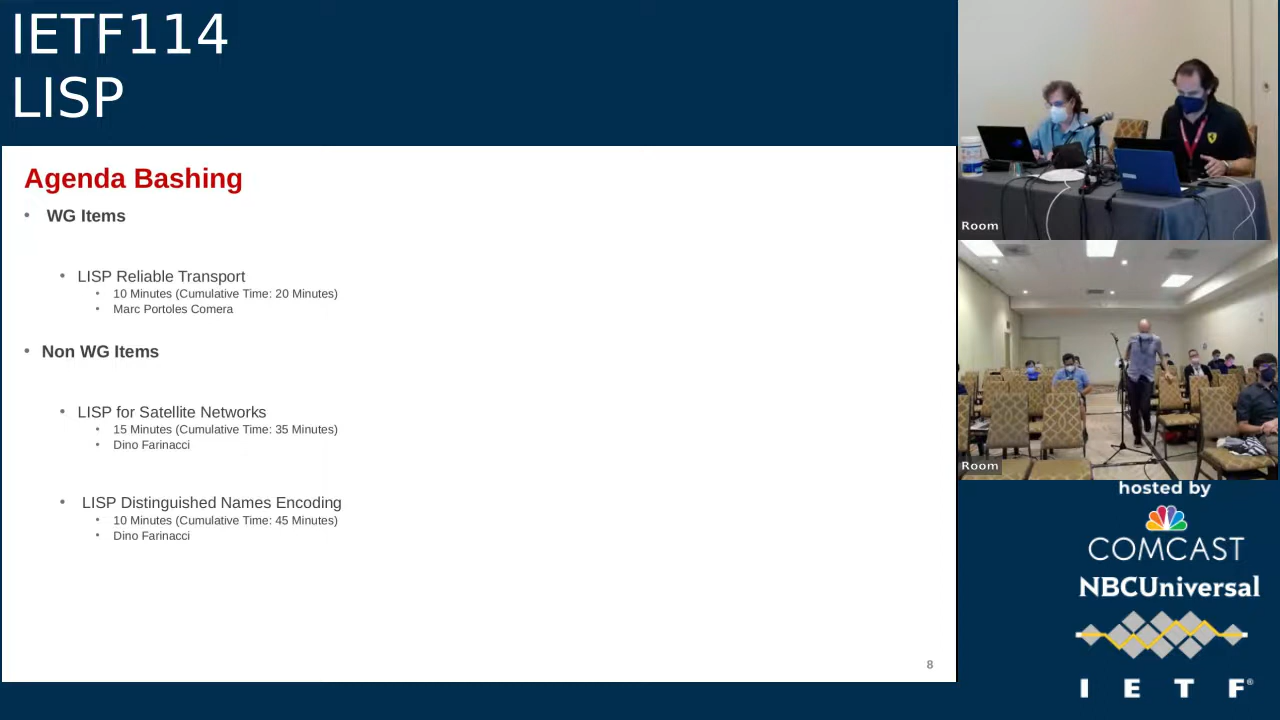 IETF114
LISP
Agenda Bashing
• WG Items
• LISP Reliable Transport
• 10 Minutes (Cumulative Time: 20 Minutes)
• Marc Portoles Comera
• Non WG Items
• LISP for Satellite Networks
• 15 Minutes (Cumulative Time: 35 Minutes)
• Dino Farinacci
• LISP Distinguished Names Encoding
• 10 Minutes (Cumulative Time: 45 Minutes)
• Dino Farinacci
8
Room
Room
hosted by
COMCAST
NBCUniversal
I E T F®